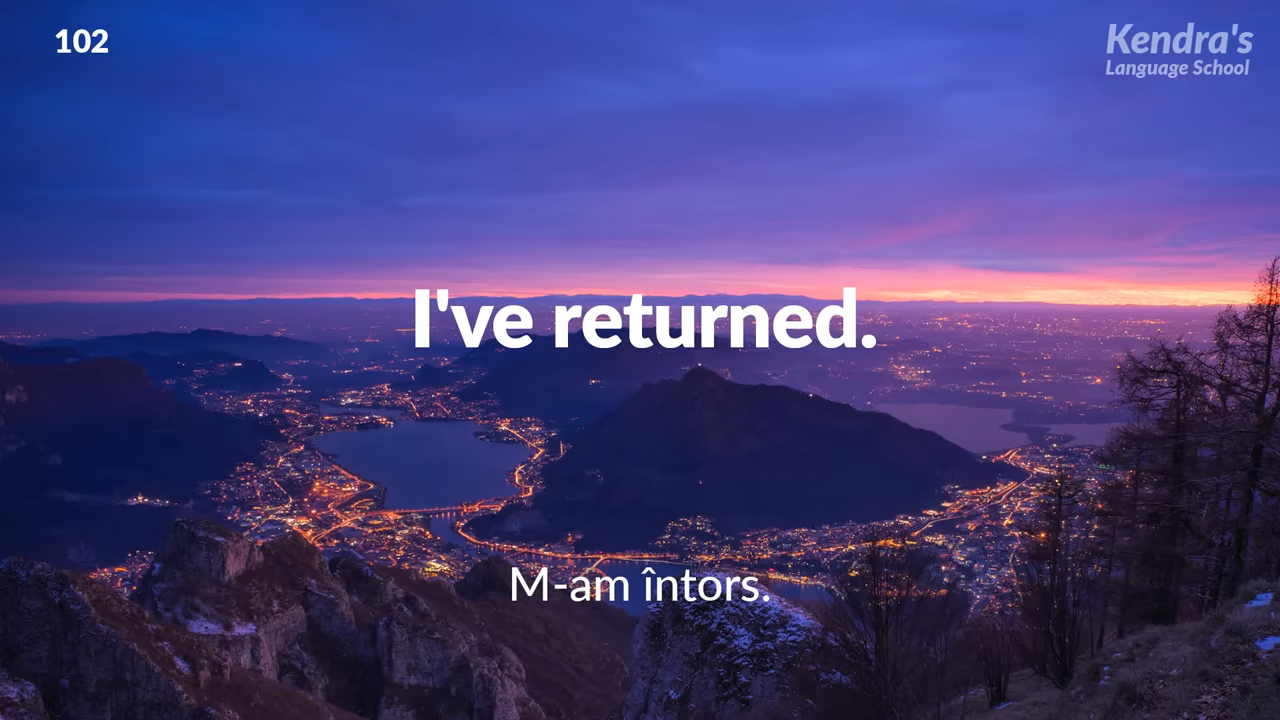 102
Kendra's
Language School
I've returned.
M-am întors.